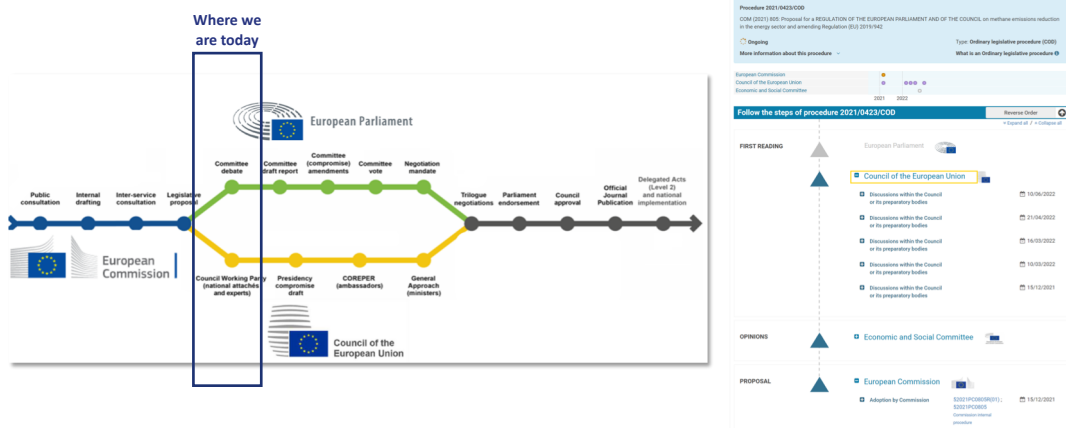 Where we
are today
European Parliament
Committee
debate
Committee
draft report
Committee
(compromise)
amendments
Committee
vote
Negotiation
mandate
Public
consultation
Internal
drafting
Inter-service
consultation
Legislative
proposal
Trilogue
negotiations
Parliament
endorsement
Council
approval
Official
Journal
Publication
Delegated Acts
(Level 2)
and national
implementation
European
Commission
Council Working Party
(national attachés
and experts)
Presidency
compromise
draft
COREPER
(ambassadors)
General
Approach
(ministers)
Council of the
European Union
Procedure 2021/0423/COD
COM (2021) 805: Proposal for a REGULATION OF THE EUROPEAN PARLIAMENT AND OF THE COUNCIL on methane emissions reduction
in the energy sector and amending Regulation (EU) 2019/942
Ongoing
Type: Ordinary legislative procedure (COD)
More information about this procedure
What is an Ordinary legislative procedure
European Commission
Council of the European Union
Economic and Social Committee
2021 2022
Follow the steps of procedure 2021/0423/COD
Reverse Order
Expand all / Collapse all
FIRST READING
European Parliament
Council of the European Union
Discussions within the Council
or its preparatory bodies
10/06/2022
Discussions within the Council
or its preparatory bodies
21/04/2022
Discussions within the Council
or its preparatory bodies
16/03/2022
Discussions within the Council
or its preparatory bodies
10/03/2022
Discussions within the Council
or its preparatory bodies
15/12/2021
OPINIONS
Economic and Social Committee
PROPOSAL
European Commission
Adoption by Commission
52021PC0805R(01) ;
52021PC0805
Commission internal
procedure
15/12/2021